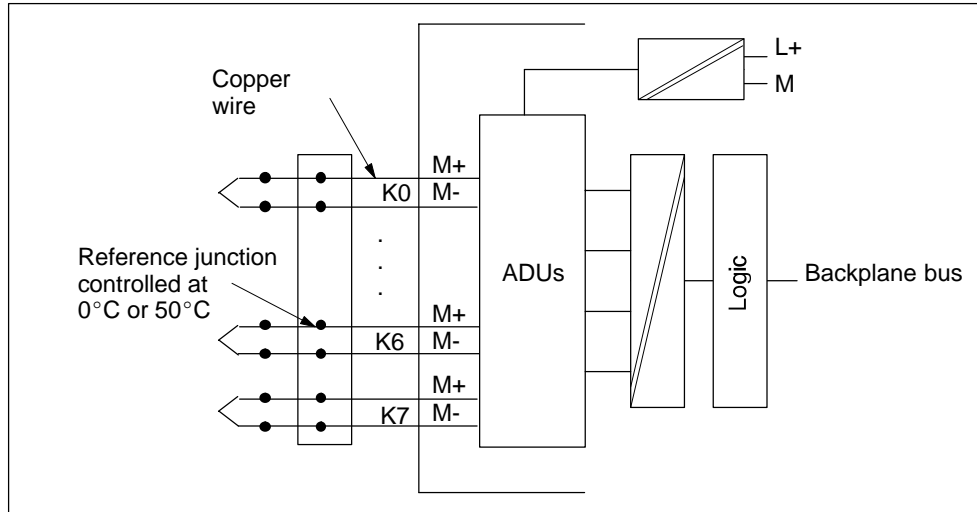 L+
M
Copper
wire
M+
K0
M-
.
.
.
Reference junction
controlled at
0°C or 50°C
M+
K6
M-
M+
K7
M-
ADUs
Logic
Backplane bus